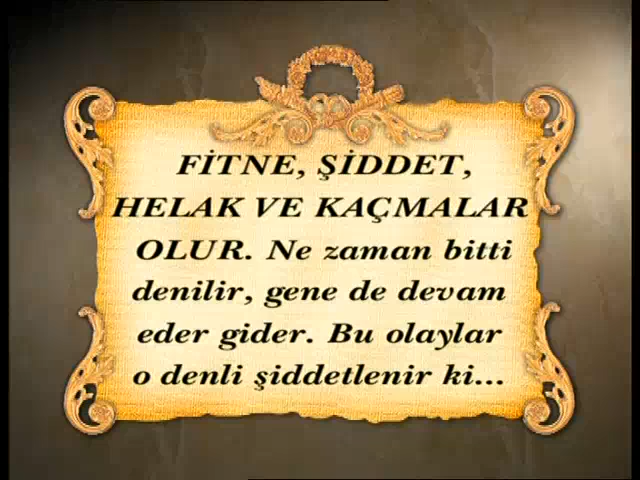 FİTNE, ŞİDDET,
HELAK VE KAÇMALAR
OLUR. Ne zaman bitti
denilir, gene de devam
eder gider. Bu olaylar
o denli şiddetlenir ki...